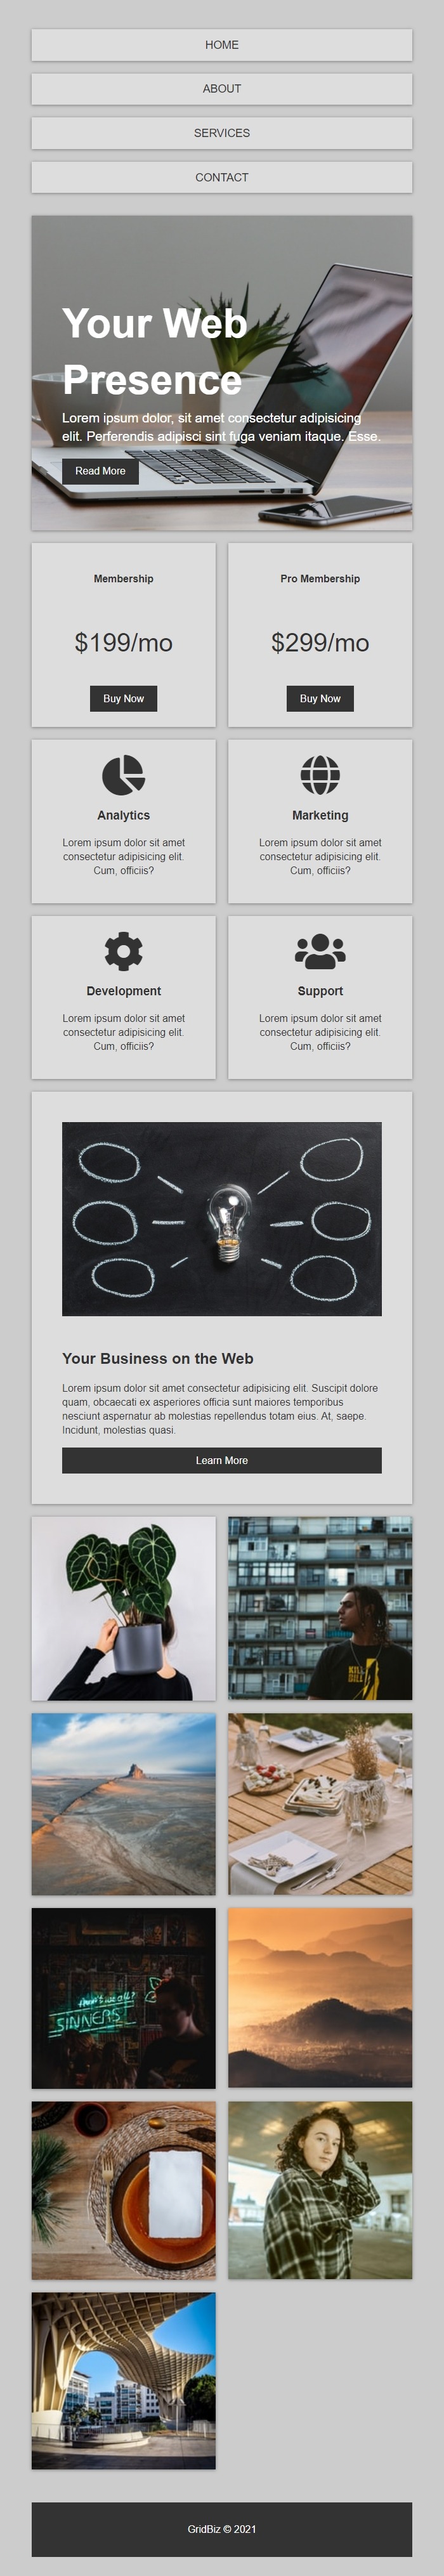 HOME
ABOUT
SERVICES
CONTACT
Your Web
Presence
Lorem ipsum dolor, sit amet consectetur adipisicing
elit. Perferendis adipisci sint fuga veniam itaque. Esse.
Read More
Membership
$199/mo
Buy Now
Pro Membership
$299/mo
Buy Now
Analytics
Lorem ipsum dolor sit amet
consectetur adipisicing elit.
Cum, officiis?
Marketing
Lorem ipsum dolor sit amet
consectetur adipisicing elit.
Cum, officiis?
Development
Lorem ipsum dolor sit amet
consectetur adipisicing elit.
Cum, officiis?
Support
Lorem ipsum dolor sit amet
consectetur adipisicing elit.
Cum, officiis?
Your Business on the Web
Lorem ipsum dolor sit amet consectetur adipisicing elit. Suscipit dolore
quam, obcaecati ex asperiores officia sunt maiores temporibus
nesciunt aspernatur ab molestias repellendus totam eius. At, saepe.
Incidunt, molestias quasi.
Learn More
KILL
BILL
SINNERS
GridBiz © 2021